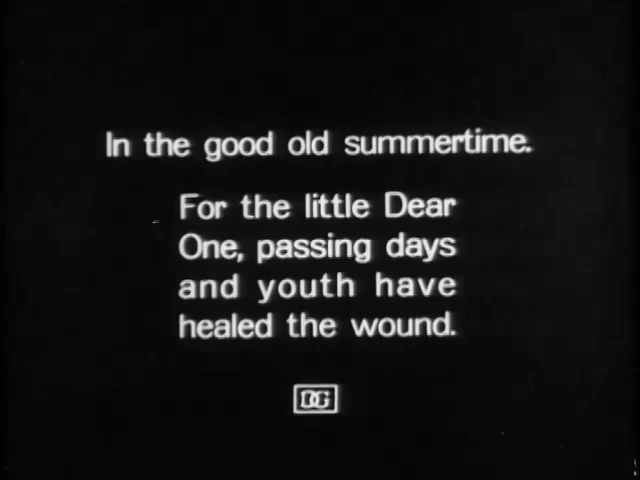 In the good old summertime.
For the little Dear
One, passing days
and youth have
healed the wound.
DG